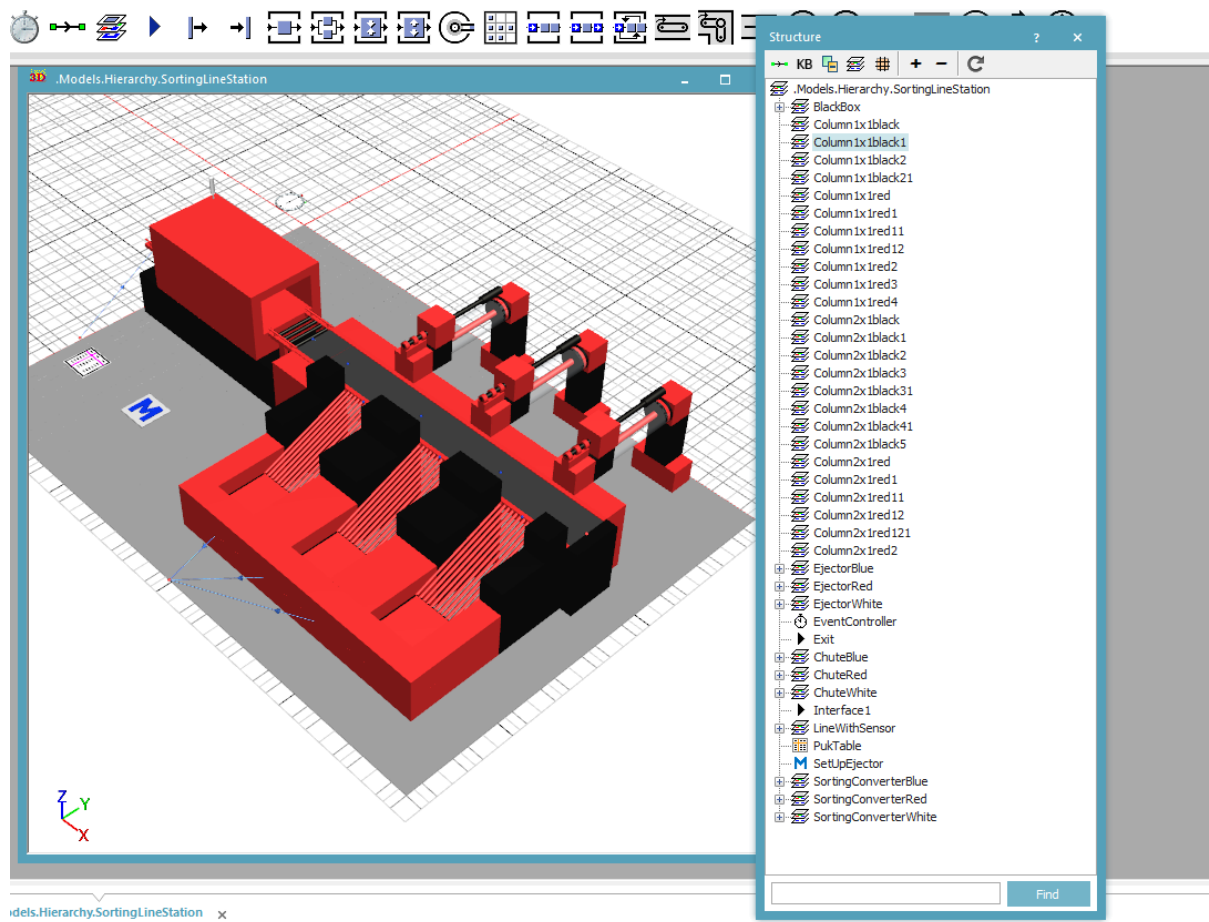 3D .Models.Hierarchy.SortingLineStation
M
Z
Y
X
odels.Hierarchy.SortingLineStation x
Structure ? x
KB + -
.Models.Hierarchy.SortingLineStation
BlackBox
Column1x1black
Column1x1black1
Column1x1black2
Column1x1black21
Column1x1red
Column1x1red1
Column1x1red11
Column1x1red12
Column1x1red2
Column1x1red3
Column1x1red4
Column2x1black
Column2x1black1
Column2x1black2
Column2x1black3
Column2x1black31
Column2x1black4
Column2x1black41
Column2x1black5
Column2x1red
Column2x1red1
Column2x1red11
Column2x1red12
Column2x1red121
Column2x1red2
EjectorBlue
EjectorRed
EjectorWhite
EventController
Exit
ChuteBlue
ChuteRed
ChuteWhite
Interface1
LineWithSensor
PukTable
M SetUpEjector
SortingConverterBlue
SortingConverterRed
SortingConverterWhite
Find